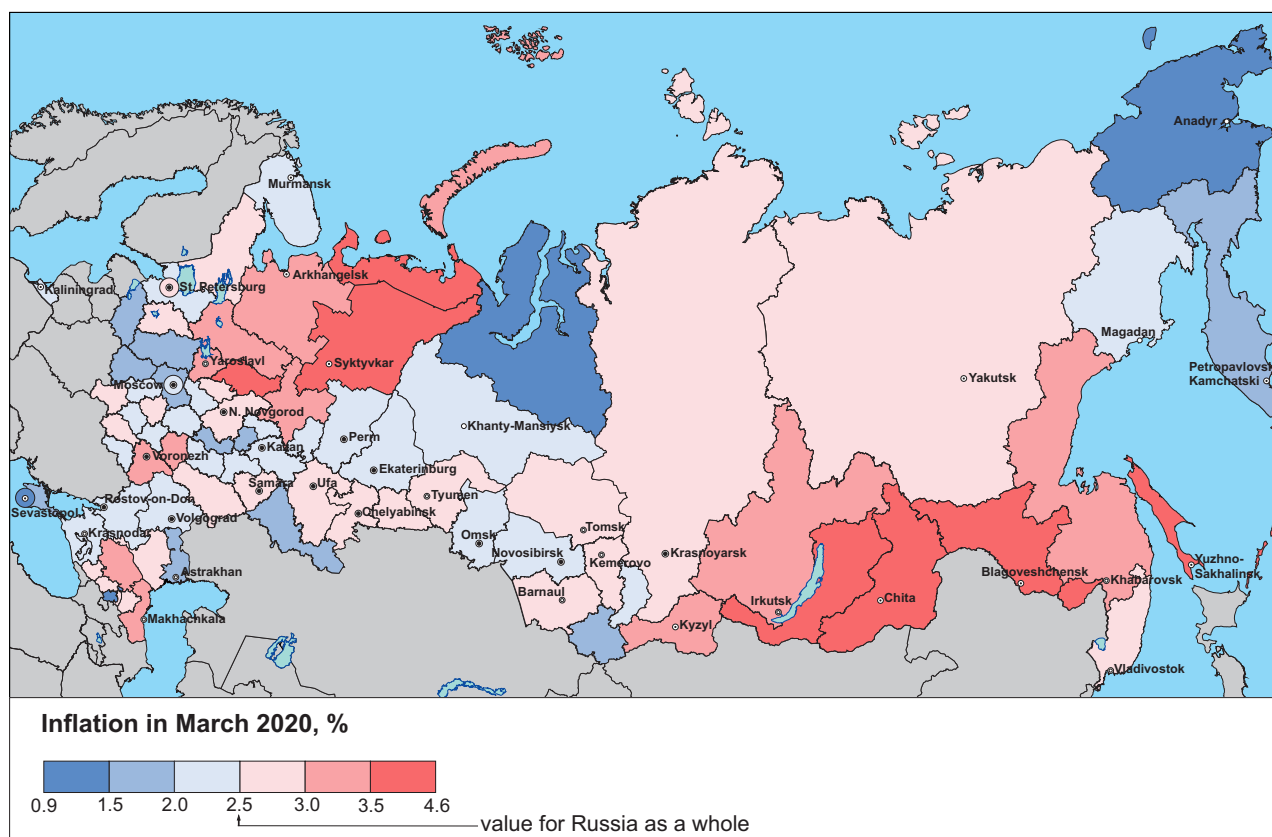 Anadyr
Murmansk
Arkhangelsk
Kaliningrad
St. Petersburg
Magadan
Yaroslavl
Syktyvkar
Petropavlovsk
Kamchatski
Moscow
Yakutsk
N. Novgorod
Khanty-Mansiysk
Perm
Kazan
Voronezh
Ekaterinburg
Samara
Ufa
Tyumen
Rostov-on-Don
Sevastopol
Chelyabinsk
Volgograd
Krasnodar
Omsk
Tomsk
Novosibirsk
Kemerovo
Krasnoyarsk
Yuzhno-
Sakhalinsk
Astrakhan
Blagoveshchensk
Khabarovsk
Barnaul
Irkutsk
Chita
Makhachkala
Kyzyl
Vladivostok
Inflation in March 2020, %
0.9 1.5 2.0 2.5 3.0 3.5 4.6
value for Russia as a whole